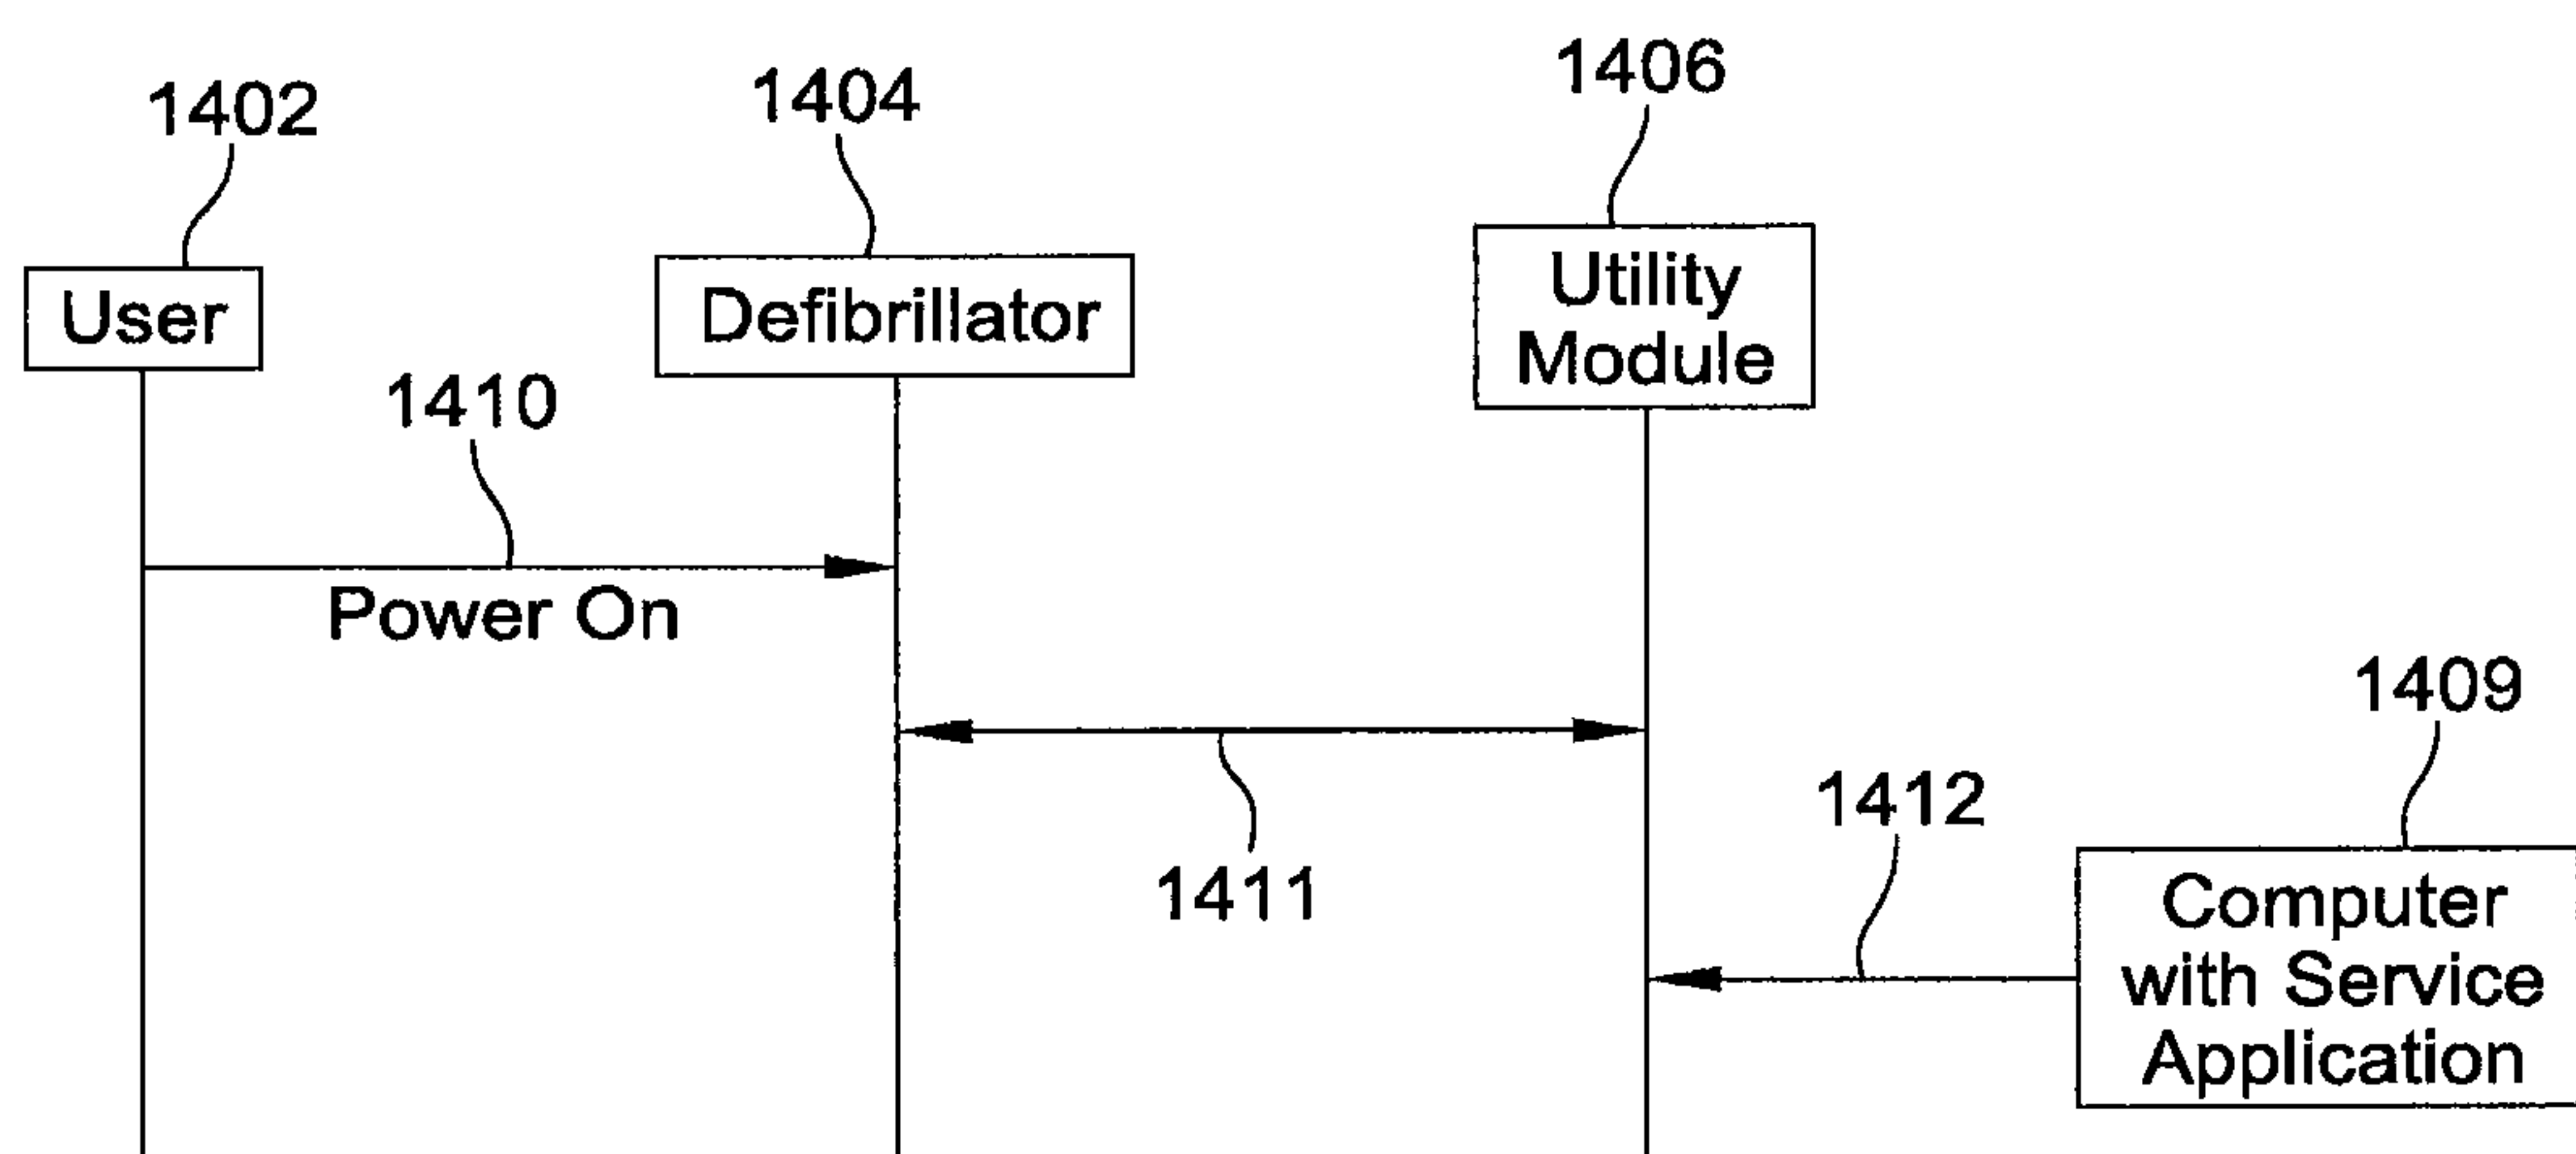 1402
1404
1406
User
Defibrillator
Utility
Module
1410
Power On
1411
1412
1409
Computer
with Service
Application